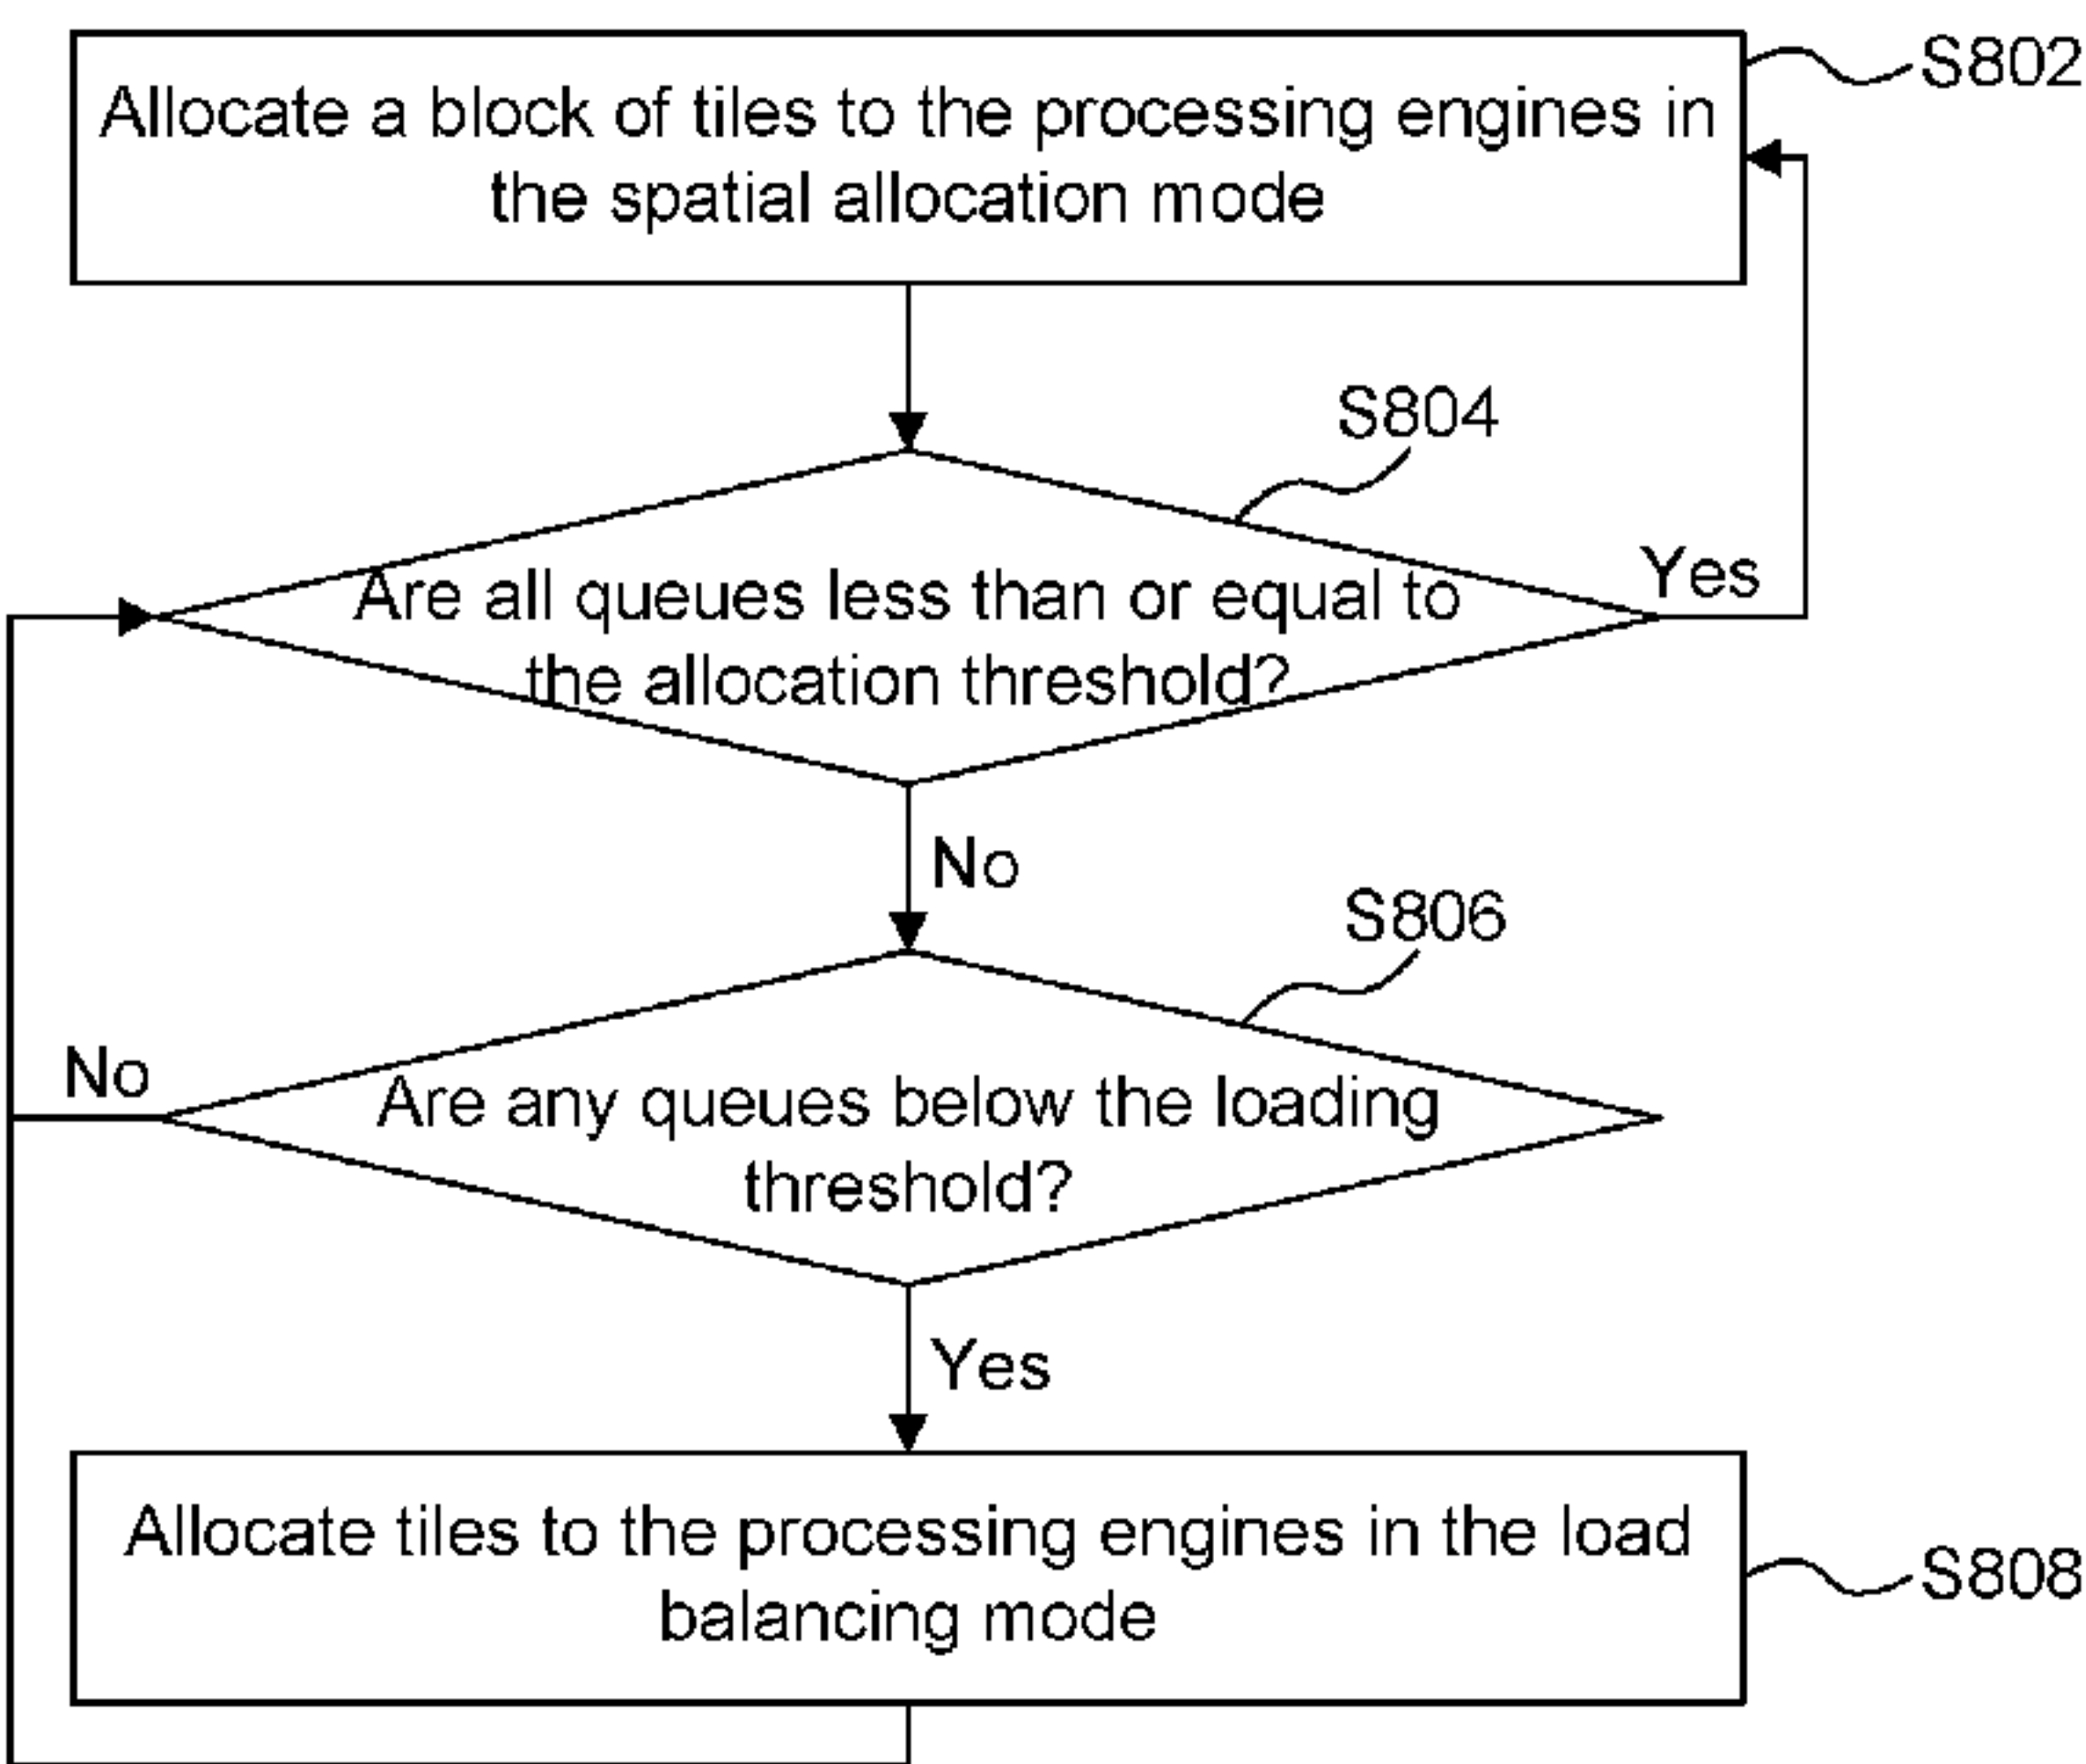 S802
Allocate a block of tiles to the processing engines in
the spatial allocation mode
S804
Are all queues less than or equal to
the allocation threshold?
Yes
No
S806
Are any queues below the loading
threshold?
No
Yes
Allocate tiles to the processing engines in the load
balancing mode
S808